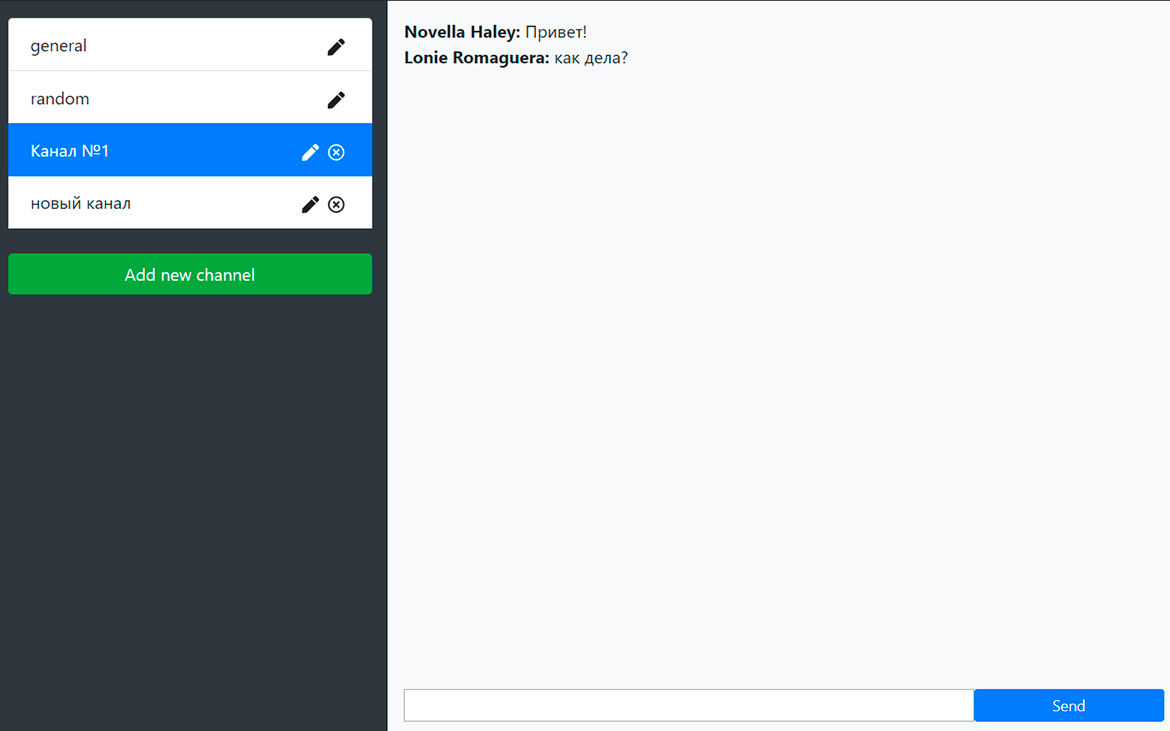 general
random
Канал №1
новый канал
Add new channel
Novella Haley: Привет!
Lonie Romaguera: как дела?
Send